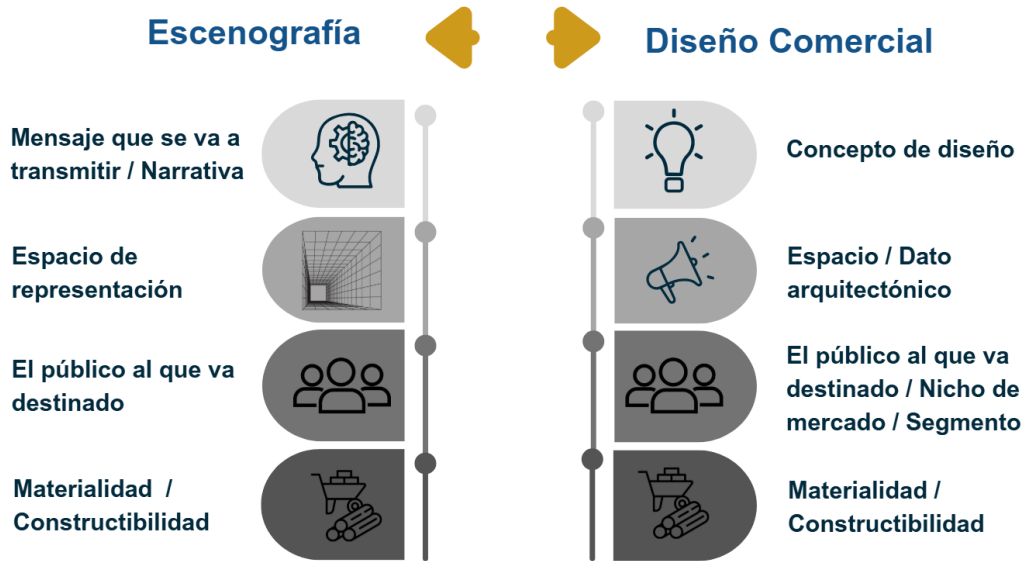 Escenografía
Diseño Comercial
Mensaje que se va a
transmitir / Narrativa
Concepto de diseño
Espacio de
representación
Espacio / Dato
arquitectónico
El público al que va
destinado
El público al que va
destinado / Nicho de
mercado / Segmento
Materialidad /
Constructibilidad
Materialidad /
Constructibilidad